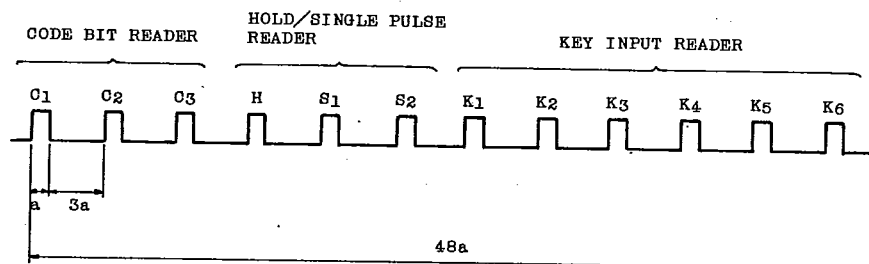 HOLD/SINGLE PULSE
READER
CODE BIT READER
KEY INPUT READER
C1 C2 C3 H S1 S2 K1 K2 K3 K4 K5 K6
a 3a
48a